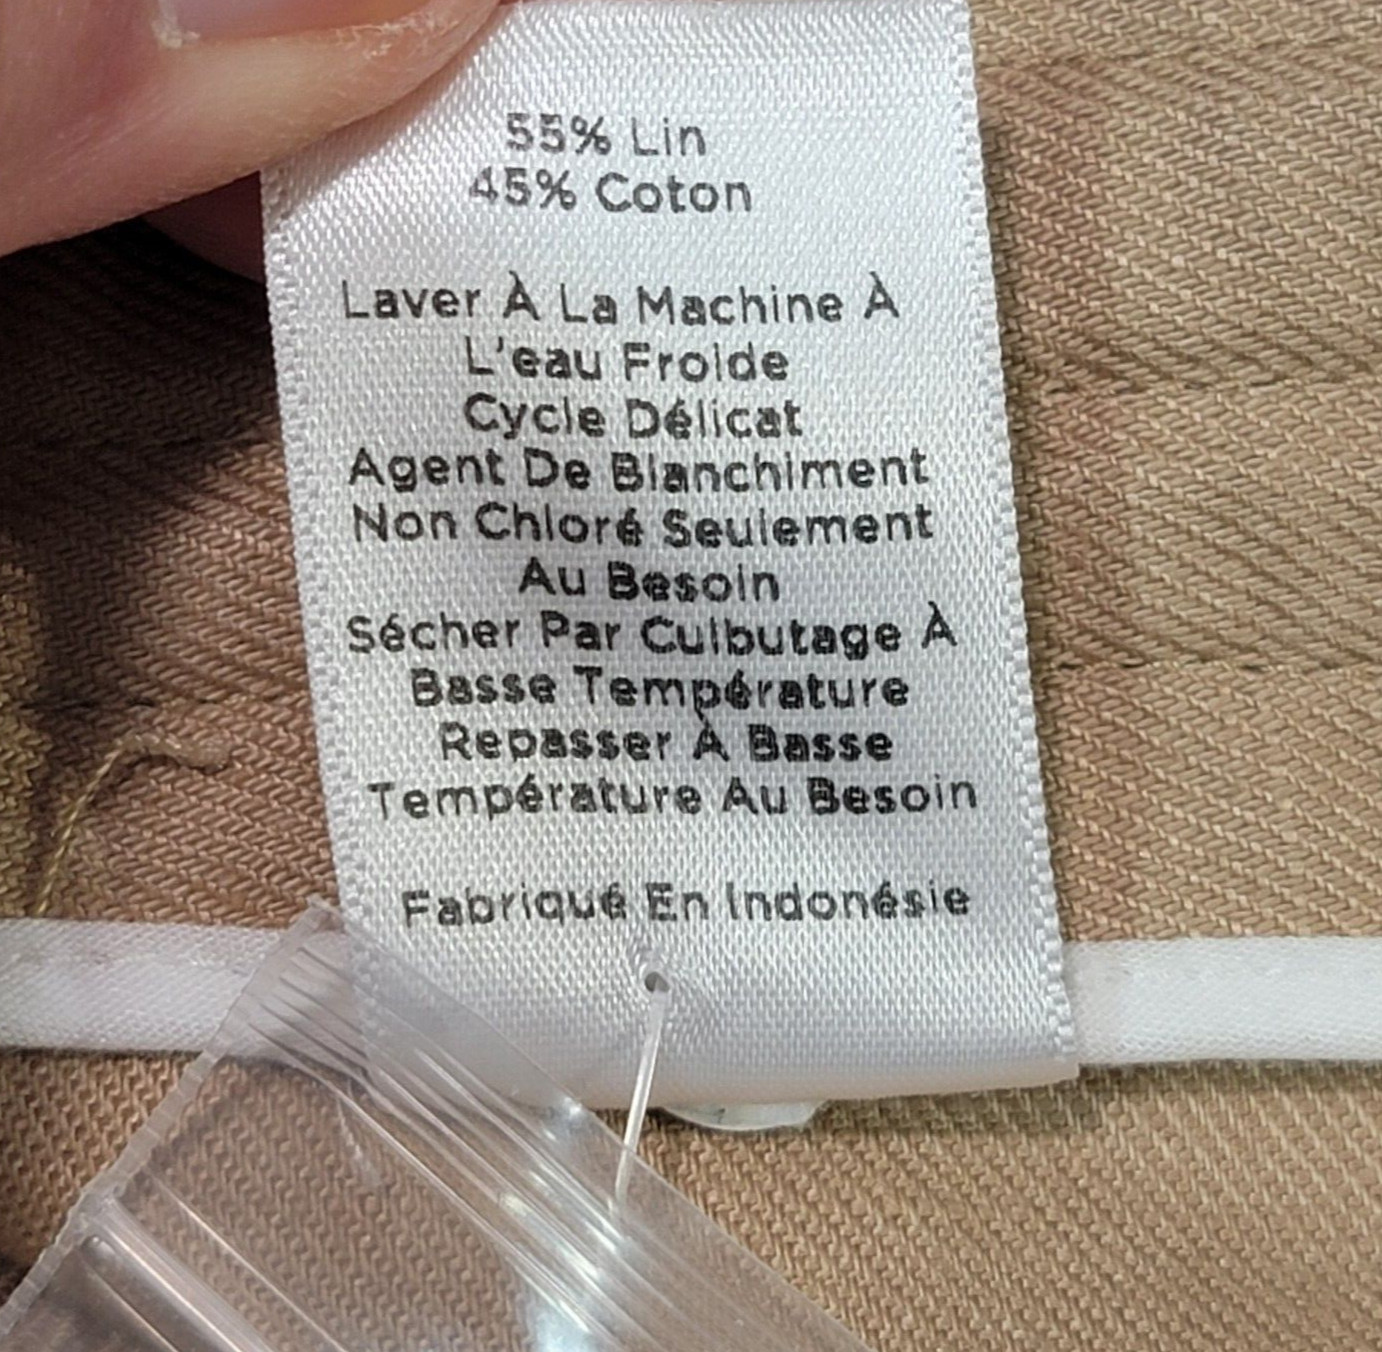 55% Lin
45% Coton
Laver À La Machine À
L'eau Froide
Cycle Délicat
Agent De Blanchiment
Non Chloré Seulement
Au Besoin
Sécher Par Culbutage À
Basse Température
Repasser À Basse
Température Au Besoin
Fabriqué En Indonésie